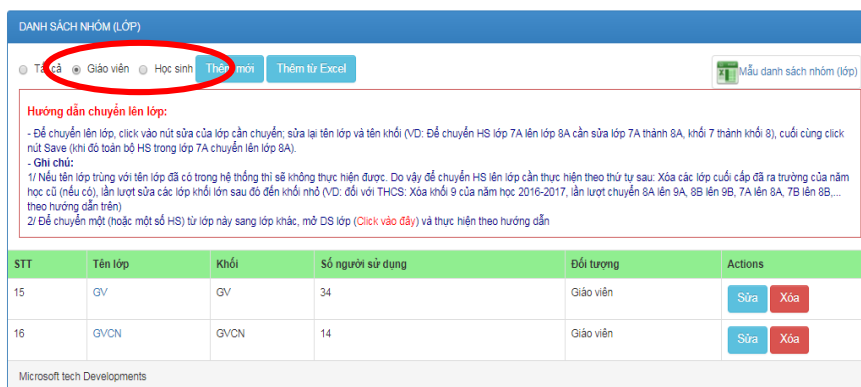 DANH SÁCH NHÓM (LỚP)
Tất cả Giáo viên Học sinh Thêm mới Thêm từ Excel Mẫu danh sách nhóm (lớp)
Hướng dẫn chuyển lên lớp:
- Để chuyển lên lớp, click vào nút sửa của lớp cần chuyển; sửa lại tên lớp và tên khối (VD: Để chuyển HS lớp 7A lên lớp 8A cần sửa lớp 7A thành 8A, khối 7 thành khối 8), cuối cùng click
nút Save (khi đó toàn bộ HS trong lớp 7A chuyển lên lớp 8A).
- Ghi chú:
1/ Nếu tên lớp trùng với tên lớp đã có trong hệ thống thì sẽ không thực hiện được. Do vậy để chuyển HS lên lớp cần thực hiện theo thứ tự sau: Xóa các lớp cuối cấp đã ra trường của năm
học cũ (nếu có), lần lượt sửa các lớp khối lớn sau đó đến khối nhỏ (VD: đối với THCS: Xóa khối 9 của năm học 2016-2017, lần lượt chuyển 8A lên 9A, 8B lên 9B, 7A lên 8A, 7B lên 8B,...
theo hướng dẫn trên)
2/ Để chuyển một (hoặc một số HS) từ lớp này sang lớp khác, mở DS lớp (Click vào đây) và thực hiện theo hướng dẫn
STT Tên lớp Khối Số người sử dụng Đối tượng Actions
15 GV GV 34 Giáo viên Sửa Xóa
16 GVCN GVCN 14 Giáo viên Sửa Xóa
Microsoft tech Developments